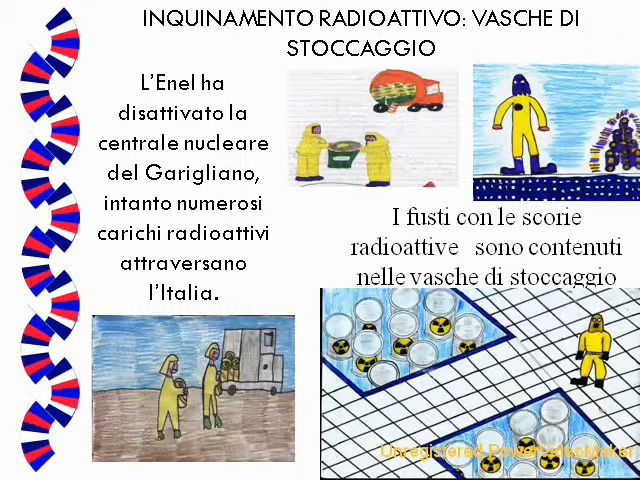 INQUINAMENTO RADIOATTIVO: VASCHE DI
STOCCAGGIO
L'Enel ha
disattivato la
centrale nucleare
del Garigliano,
intanto numerosi
carichi radioattivi
attraversano
l'Italia.
I fusti con le scorie
radioattive sono contenuti
nelle vasche di stoccaggio
Unregistered PowerVideoMaker